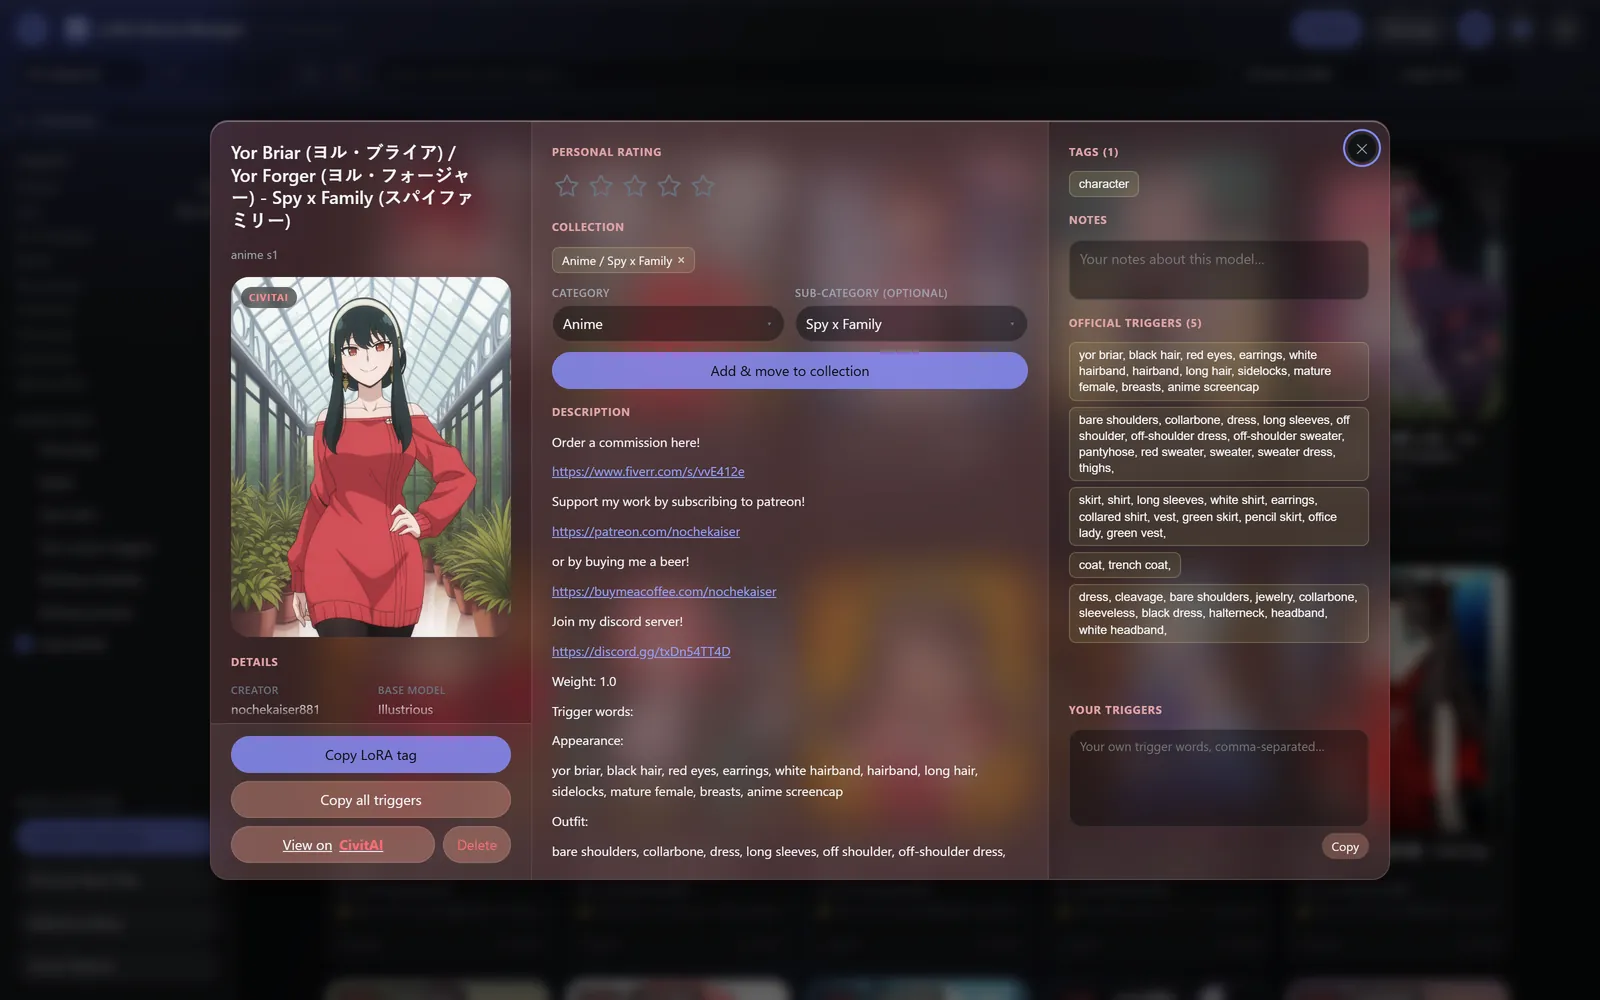 Yor Briar (ヨル・ブライア) /
Yor Forger (ヨル・フォージャ
ー) - Spy x Family (スパイファ
ミリー)
anime s1
CIVITAI
DETAILS
CREATOR
BASE MODEL
nochekaiser881
Illustrious
Copy LoRA tag
Copy all triggers
View on CivitAI
Delete
PERSONAL RATING
COLLECTION
Anime / Spy x Family ×
CATEGORY
SUB-CATEGORY (OPTIONAL)
Anime
Spy x Family
Add & move to collection
DESCRIPTION
Order a commission here!
https://www.fiverr.com/s/vvE412e
Support my work by subscribing to patreon!
https://patreon.com/nochekaiser
or by buying me a beer!
https://buymeacoffee.com/nochekaiser
Join my discord server!
https://discord.gg/txDn54TT4D
Weight: 1.0
Trigger words:
Appearance:
yor briar, black hair, red eyes, earrings, white hairband, hairband, long hair,
sidelocks, mature female, breasts, anime screencap
Outfit:
bare shoulders, collarbone, dress, long sleeves, off shoulder, off-shoulder dress,
TAGS (1)
character
NOTES
Your notes about this model...
OFFICIAL TRIGGERS (5)
yor briar, black hair, red eyes, earrings, white
hairband, hairband, long hair, sidelocks, mature
female, breasts, anime screencap
bare shoulders, collarbone, dress, long sleeves, off
shoulder, off-shoulder dress, off-shoulder sweater,
pantyhose, red sweater, sweater, sweater dress,
thighs,
skirt, shirt, long sleeves, white shirt, earrings,
collared shirt, vest, green skirt, pencil skirt, office
lady, green vest,
coat, trench coat,
dress, cleavage, bare shoulders, jewelry, collarbone,
sleeveless, black dress, halterneck, headband,
white headband,
YOUR TRIGGERS
Your own trigger words, comma-separated...
Copy